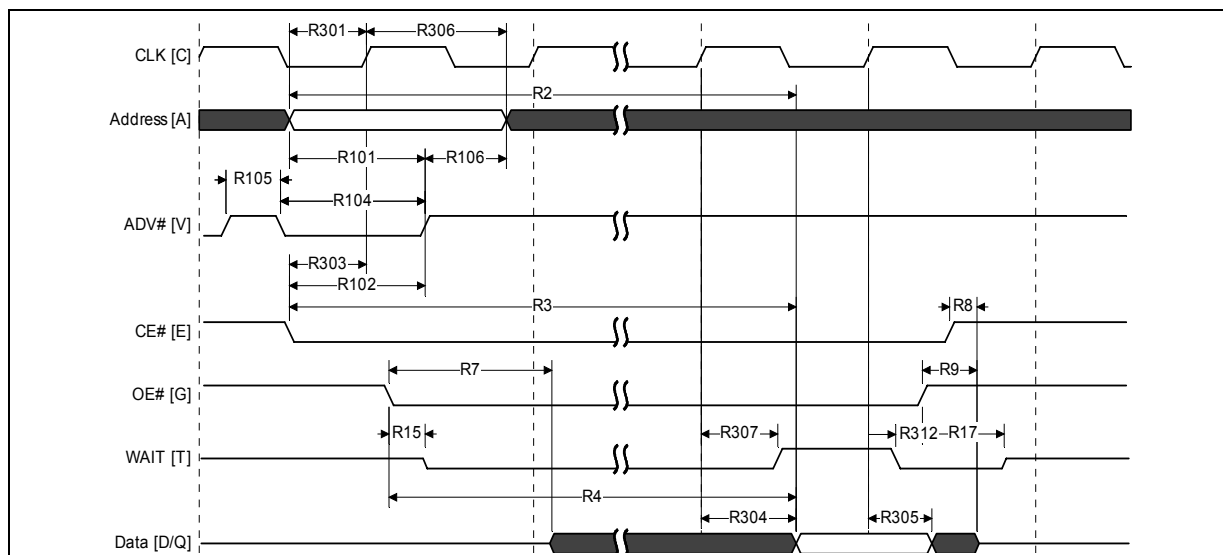 R301 R306
CLK [C]
R2
Address [A]
R101 R106
R105
R104
ADV# [V]
R303
R102
R3
R8
CE# [E]
R7
R9
OE# [G]
R15 R307 R312 R17
WAIT [T]
R4
R304 R305
Data [D/Q]